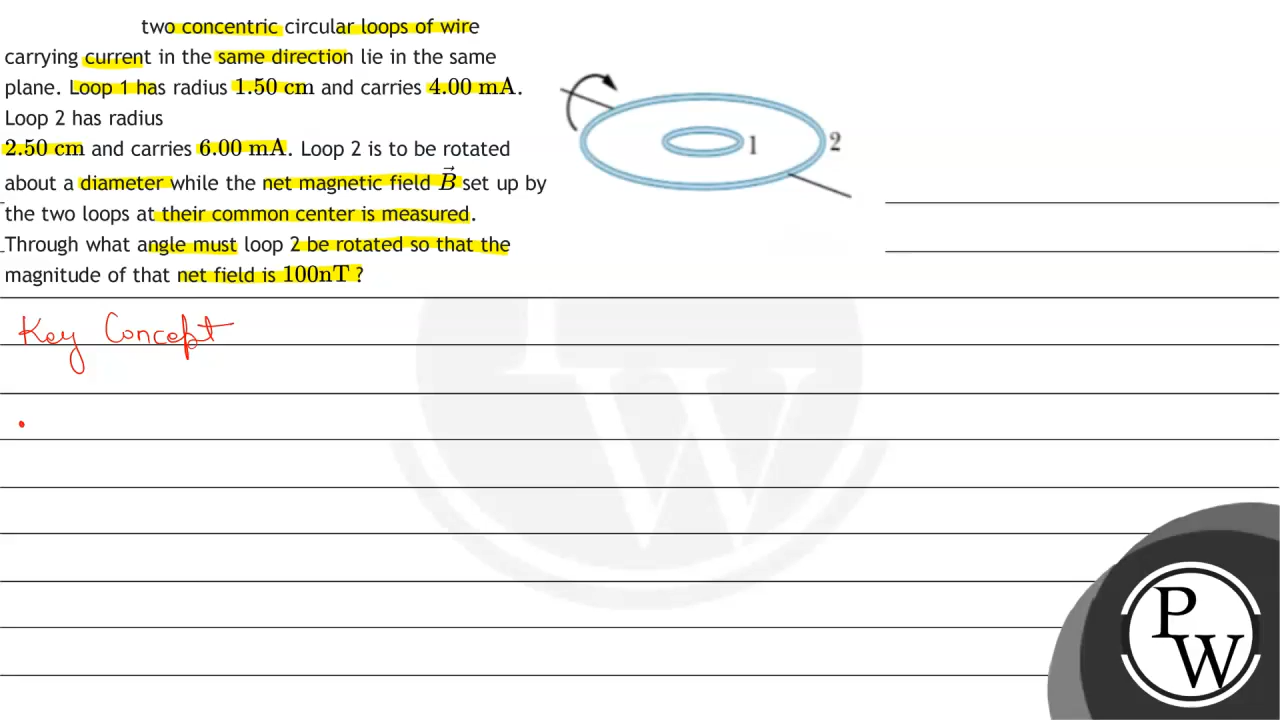 two concentric circular loops of wire
carrying current in the same direction lie in the same
plane. Loop 1 has radius 1.50 cm and carries 4.00 mA.
Loop 2 has radius
2.50 cm and carries 6.00 mA. Loop 2 is to be rotated
about a diameter while the net magnetic field \(\vec{B}\) set up by
the two loops at their common center is measured.
Through what angle must loop 2 be rotated so that the
magnitude of that net field is 100nT ?
1
2
Key Concept
P
W
PW